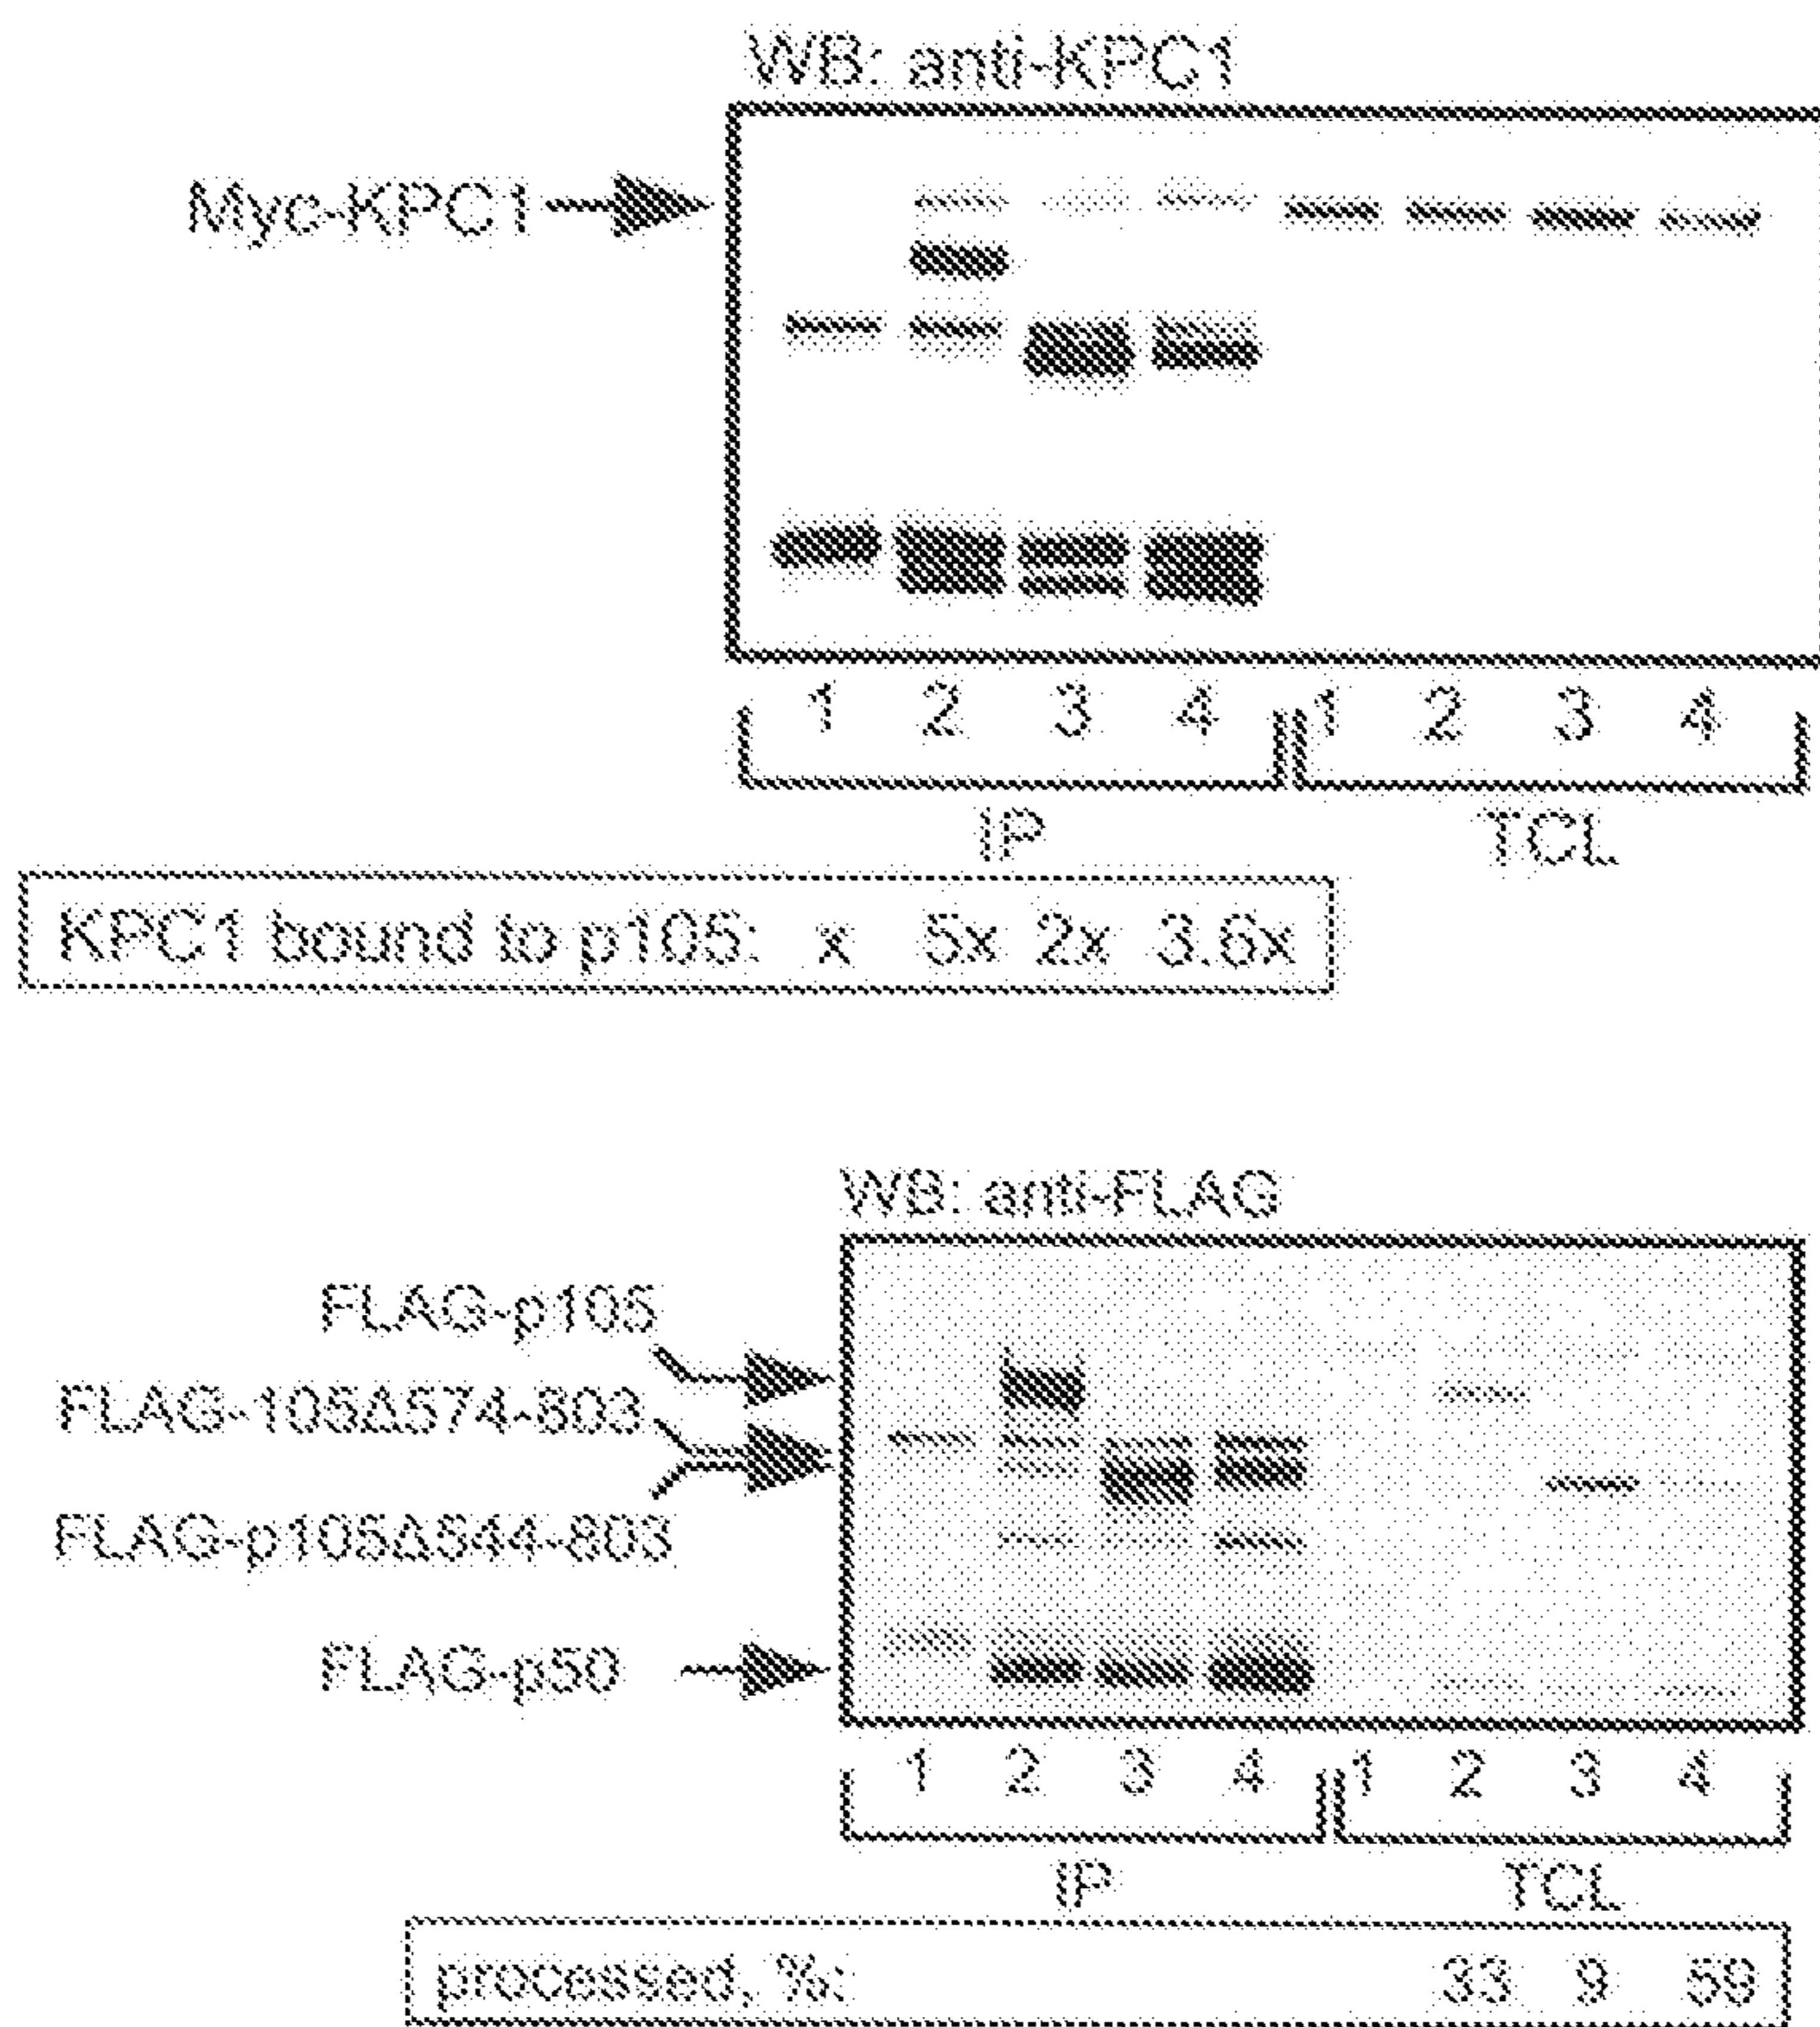 WB: anti-KPC1
Myc-KPC1
1 2 3 4 1 2 3 4
IP TCL
KPC1 bound to p105: x 5x 2x 3.6x
WB: anti-FLAG
FLAG-p105
FLAG-105Δ574-803
FLAG-p105Δ544-803
FLAG-p50
1 2 3 4 1 2 3 4
IP TCL
processed, %: 33 9 59